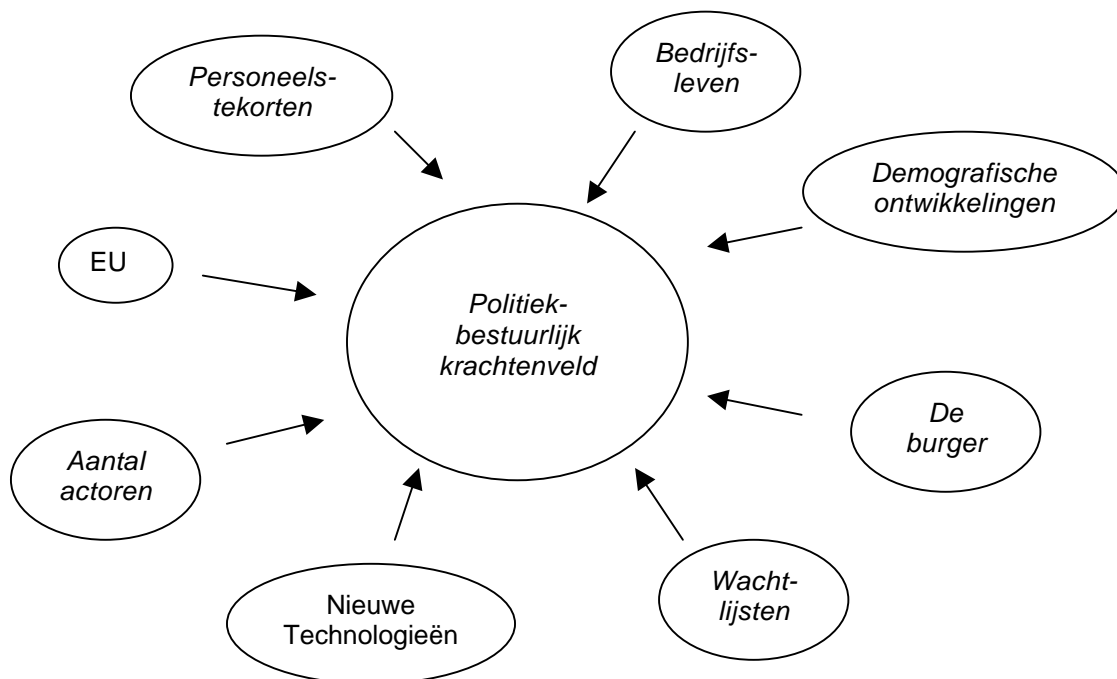 Personeels-
tekorten
Bedrijfs-
leven
Demografische
ontwikkelingen
EU
Politiek-
bestuurlijk
krachtenveld
De
burger
Aantal
actoren
Nieuwe
Technologieën
Wacht-
lijsten